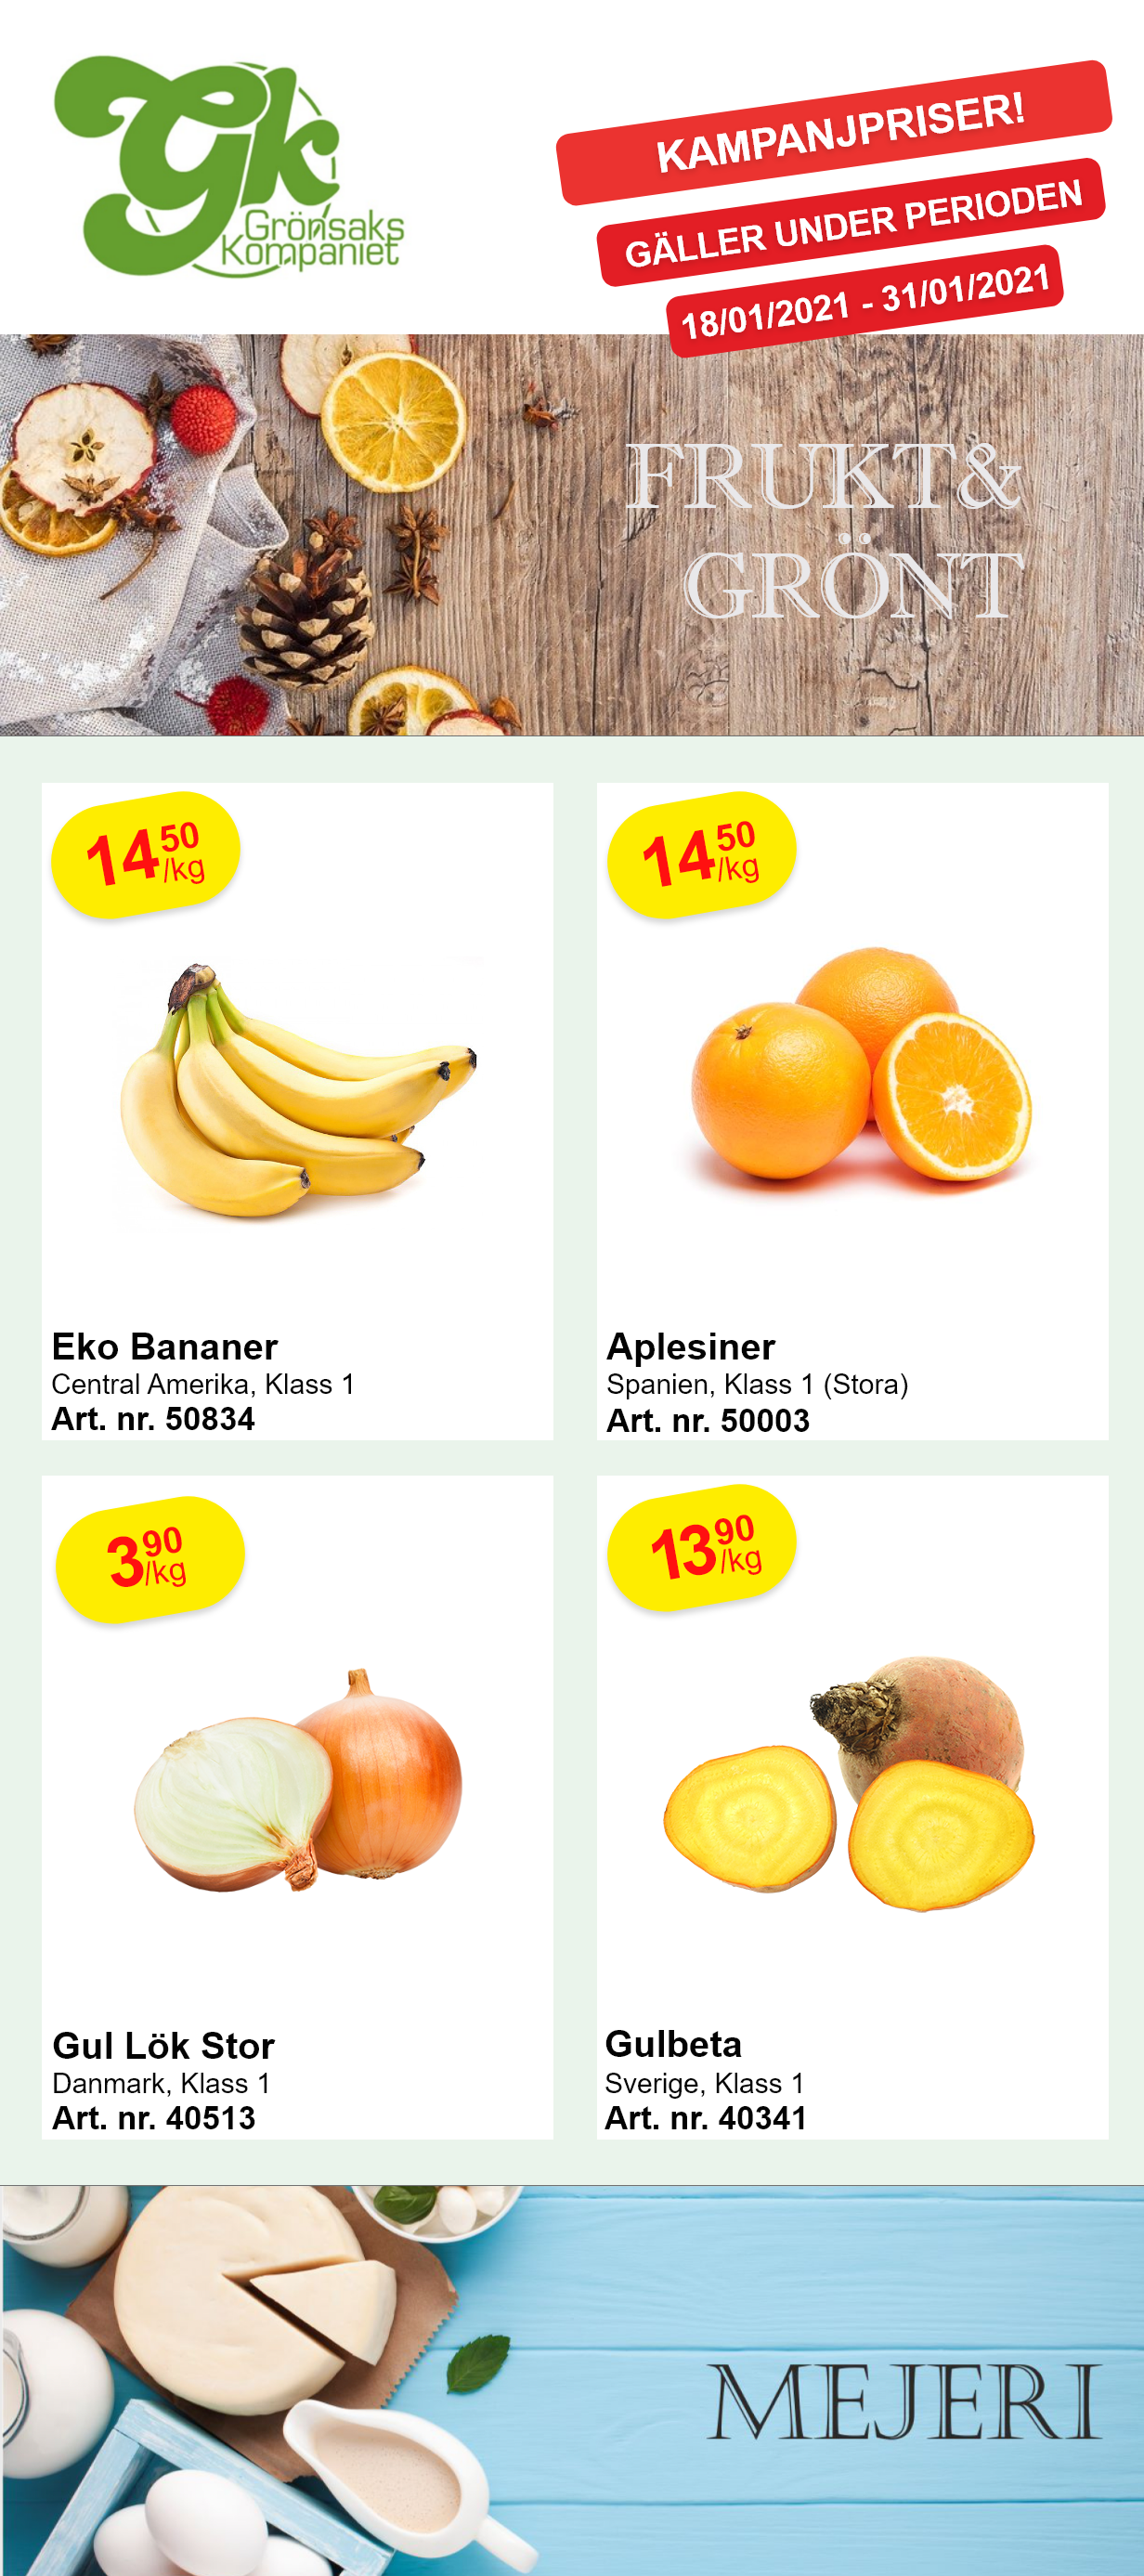 Gk
Grönsaks
Kompaniet
KAMPANJPRISER!
GÄLLER UNDER PERIODEN
18/01/2021 - 31/01/2021
FRUKT&
GRÖNT
14 50
/kg
Eko Bananer
Central Amerika, Klass 1
Art. nr. 50834
14 50
/kg
Aplesiner
Spanien, Klass 1 (Stora)
Art. nr. 50003
3 90
/kg
Gul Lök Stor
Danmark, Klass 1
Art. nr. 40513
13 90
/kg
Gulbeta
Sverige, Klass 1
Art. nr. 40341
MEJERI